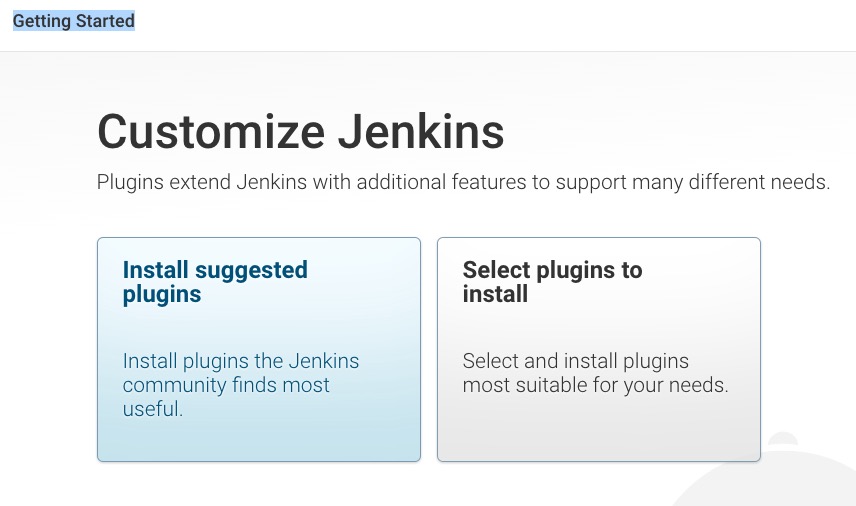 Getting Started
Customize Jenkins
Plugins extend Jenkins with additional features to support many different needs.
Install suggested
plugins
Install plugins the Jenkins
community finds most
useful.
Select plugins to
install
Select and install plugins
most suitable for your needs.